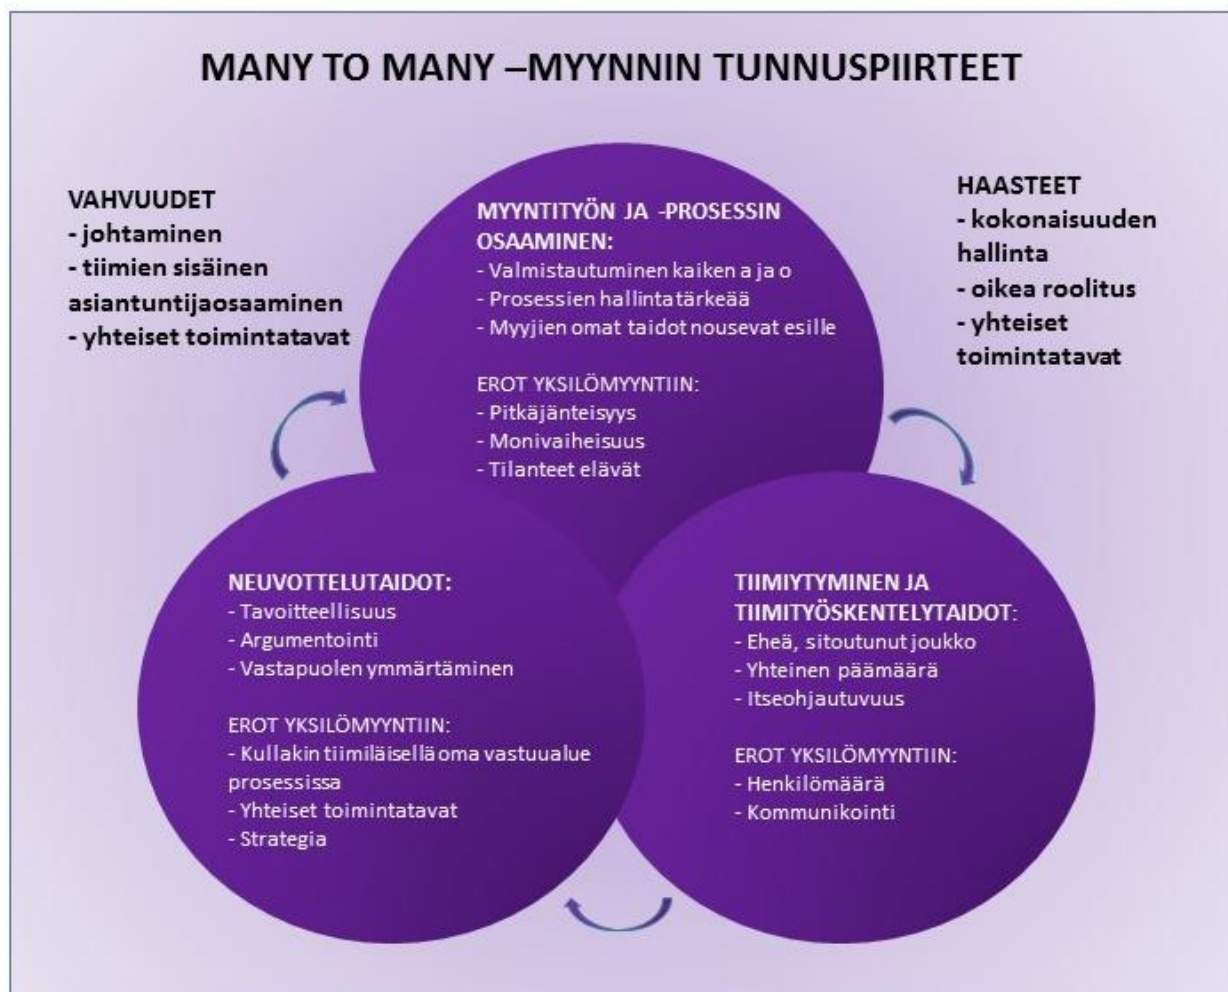 MANY TO MANY –MYYNNIN TUNNUSPIIRTEET
VAHVUUDET
- johtaminen
- tiimien sisäinen
asiantuntijaosaaminen
- yhteiset toimintatavat
MYYNTITYÖN JA -PROSESSIN
OSAAMINEN:
- Valmistautuminen kaiken a ja o
- Prosessien hallinta tärkeää
- Myyjien omat taidot nousevat esille
EROT YKSILÖMYYNTIIN:
- Pitkäjänteisyys
- Monivaiheisuus
- Tilanteet elävät
HAASTEET
- kokonaisuuden
hallinta
- oikea roolitus
- yhteiset
toimintatavat
NEUVOTTELUTAIDOT:
- Tavoitteellisuus
- Argumentointi
- Vastapuolen ymmärtäminen
EROT YKSILÖMYYNTIIN:
- Kullakin tiimiläisellä oma vastuualue
prosessissa
- Yhteiset toimintatavat
- Strategia
TIIMIYTYMINEN JA
TIIMITYÖSKENTELYTAIDOT:
- Eheä, sitoutunut joukko
- Yhteinen päämäärä
- Itseohjautuvuus
EROT YKSILÖMYYNTIIN:
- Henkilömäärä
- Kommunikointi